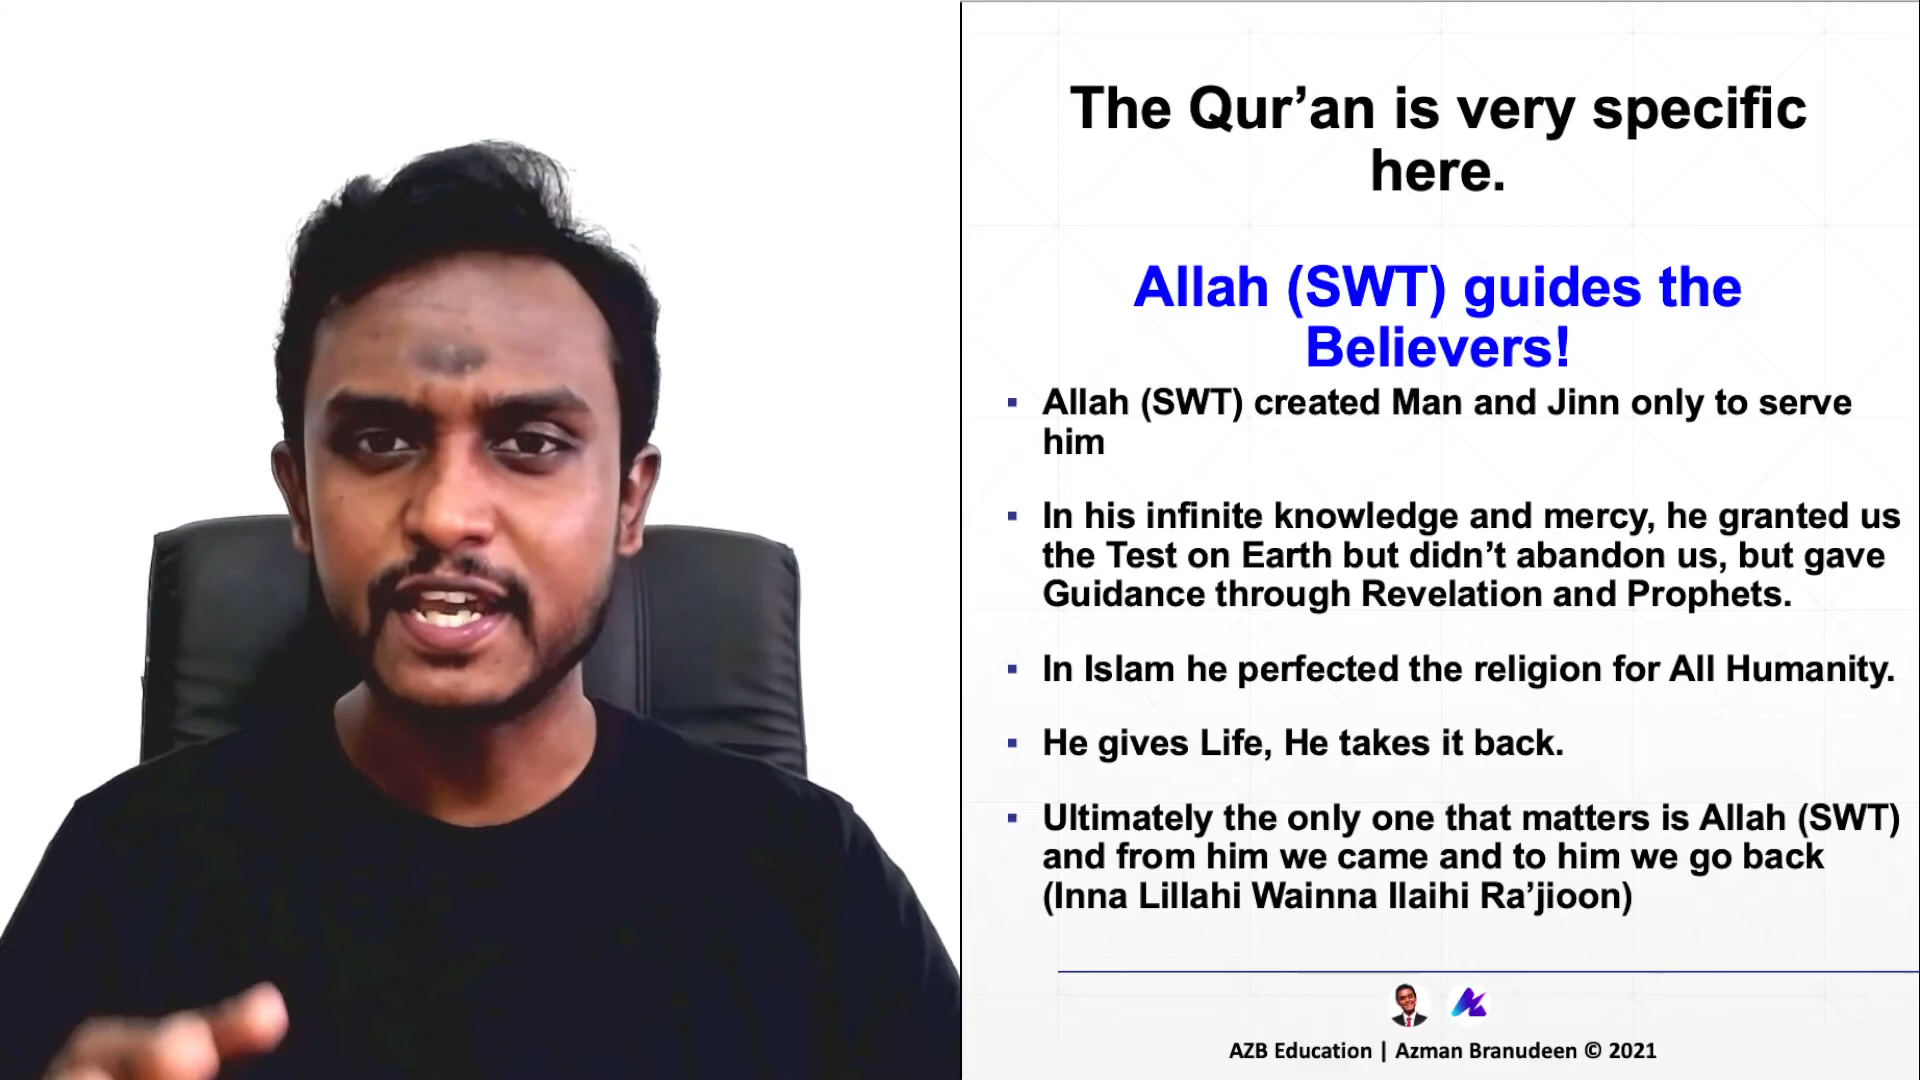 The Qur’an is very specific
here.
Allah (SWT) guides the
Believers!
▪ Allah (SWT) created Man and Jinn only to serve
him
▪ In his infinite knowledge and mercy, he granted us
the Test on Earth but didn’t abandon us, but gave
Guidance through Revelation and Prophets.
▪ In Islam he perfected the religion for All Humanity.
▪ He gives Life, He takes it back.
▪ Ultimately the only one that matters is Allah (SWT)
and from him we came and to him we go back
(Inna Lillahi Wainna Ilaihi Ra’jioon)
AZB Education | Azman Branudeen © 2021